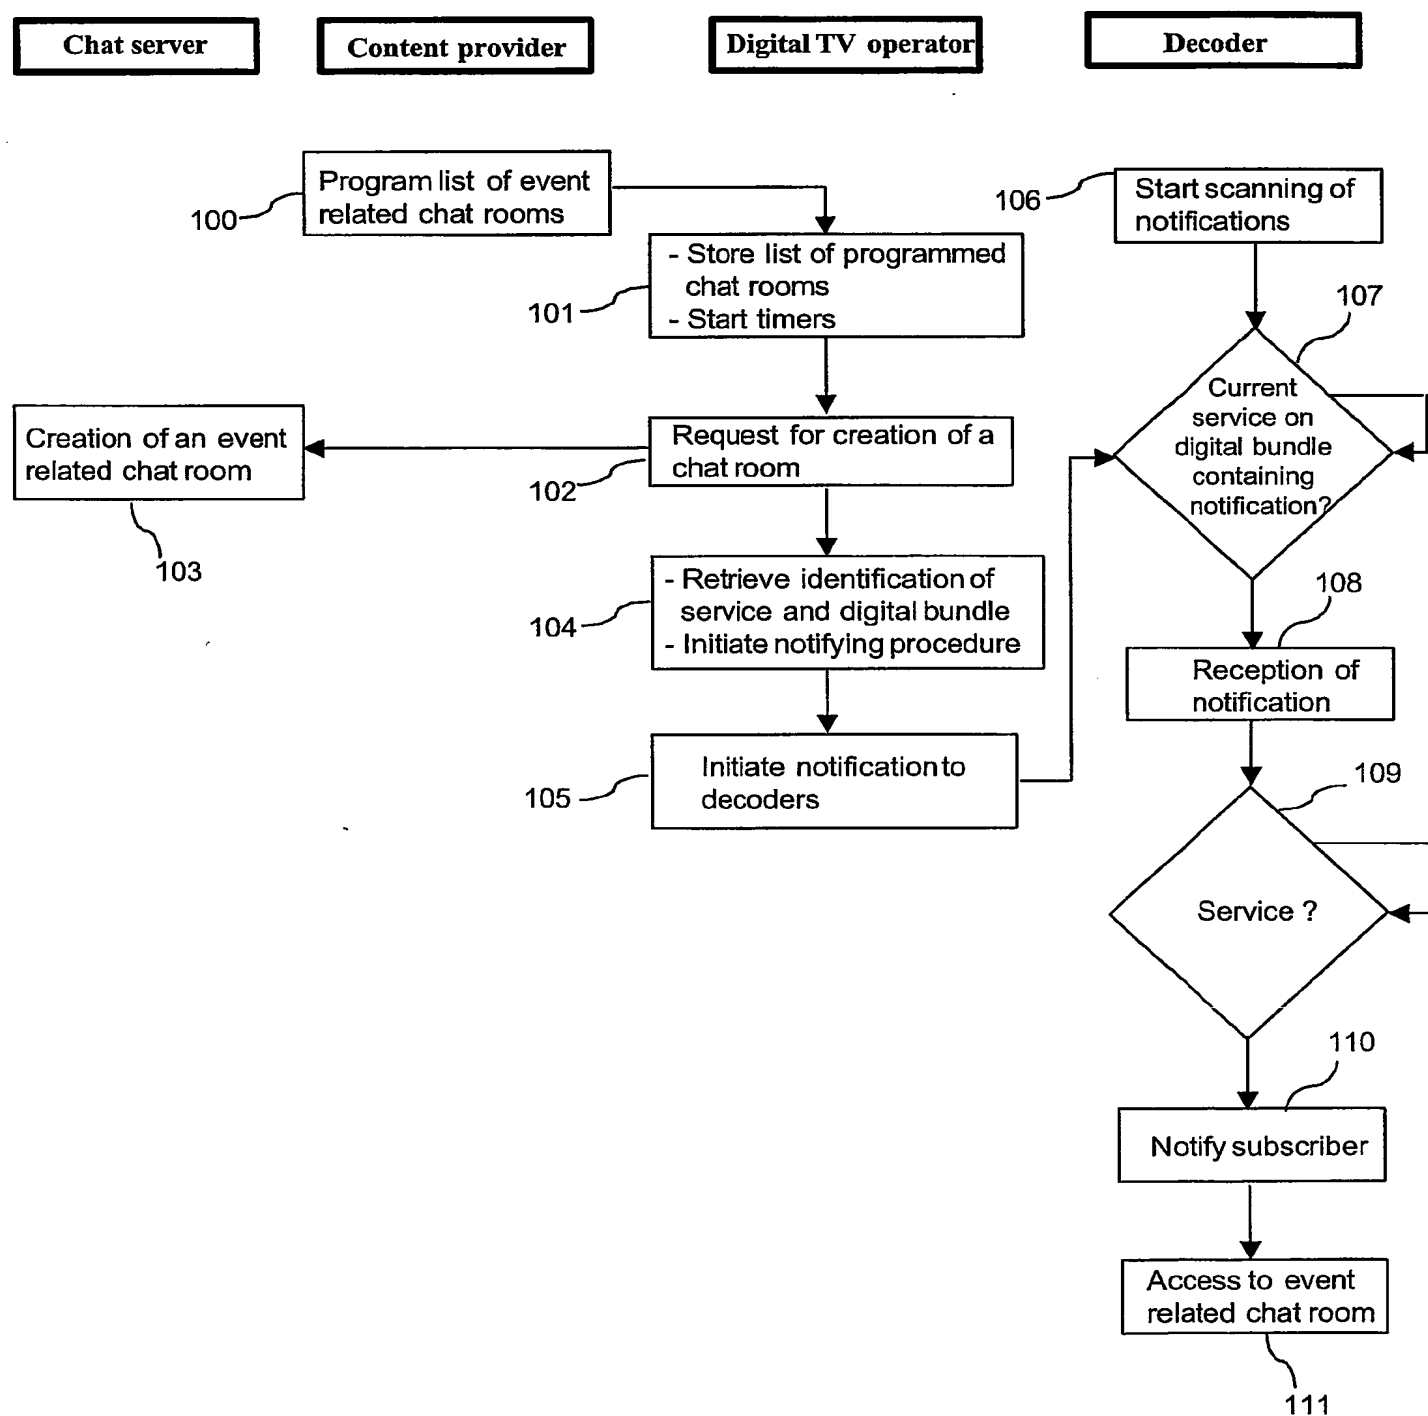 Chat server
Content provider
Digital TV operator
Decoder
Program list of event
related chat rooms
100
- Store list of programmed
chat rooms
- Start timers
101
Request for creation of a
chat room
102
Creation of an event
related chat room
103
- Retrieve identification of
service and digital bundle
- Initiate notifying procedure
104
Initiate notification to
decoders
105
Start scanning of
notifications
106
107
Current
service on
digital bundle
containing
notification?
108
Reception of
notification
109
Service ?
110
Notify subscriber
Access to event
related chat room
111